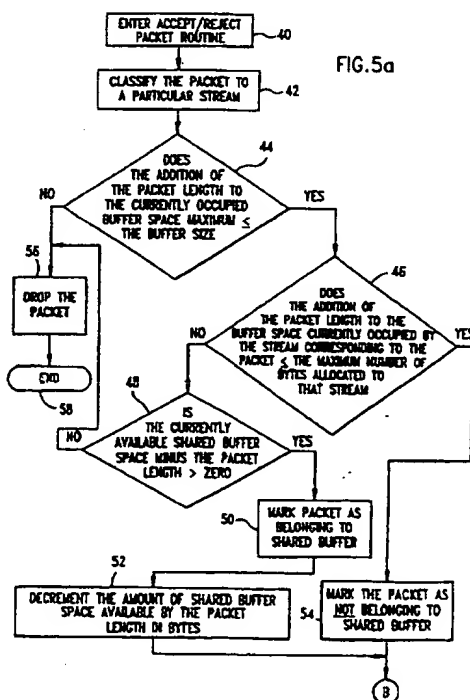 ENTER ACCEPT/REJECT
PACKET ROUTINE
40
FIG.5a
CLASSIFY THE PACKET TO
A PARTICULAR STREAM
42
44
DOES
THE ADDITION OF
THE PACKET LENGTH TO
THE CURRENTLY OCCUPIED
BUFFER SPACE MAXIMUM ≤
THE BUFFER SIZE
NO
YES
56
DROP THE
PACKET
END
58
46
DOES
THE ADDITION OF
THE PACKET LENGTH TO THE
BUFFER SPACE CURRENTLY OCCUPIED BY
THE STREAM CORRESPONDING TO THE
PACKET ≤ THE MAXIMUM NUMBER OF
BYTES ALLOCATED TO
THAT STREAM
NO
YES
48
IS
THE CURRENTLY
AVAILABLE SHARED BUFFER
SPACE MINUS THE PACKET
LENGTH > ZERO
NO
YES
50
MARK PACKET AS
BELONGING TO
SHARED BUFFER
52
DECREMENT THE AMOUNT OF SHARED BUFFER
SPACE AVAILABLE BY THE PACKET
LENGTH IN BYTES
54
MARK THE PACKET AS
NOT BELONGING TO
SHARED BUFFER
B